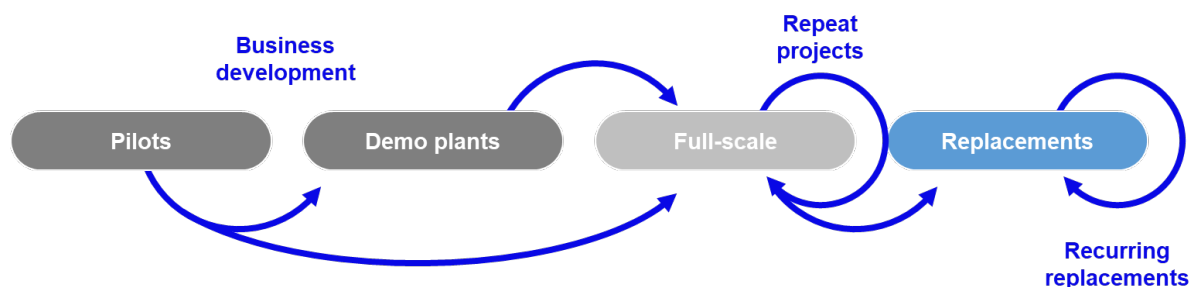 Business
development
Repeat
projects
Pilots
Demo plants
Full-scale
Replacements
Recurring
replacements